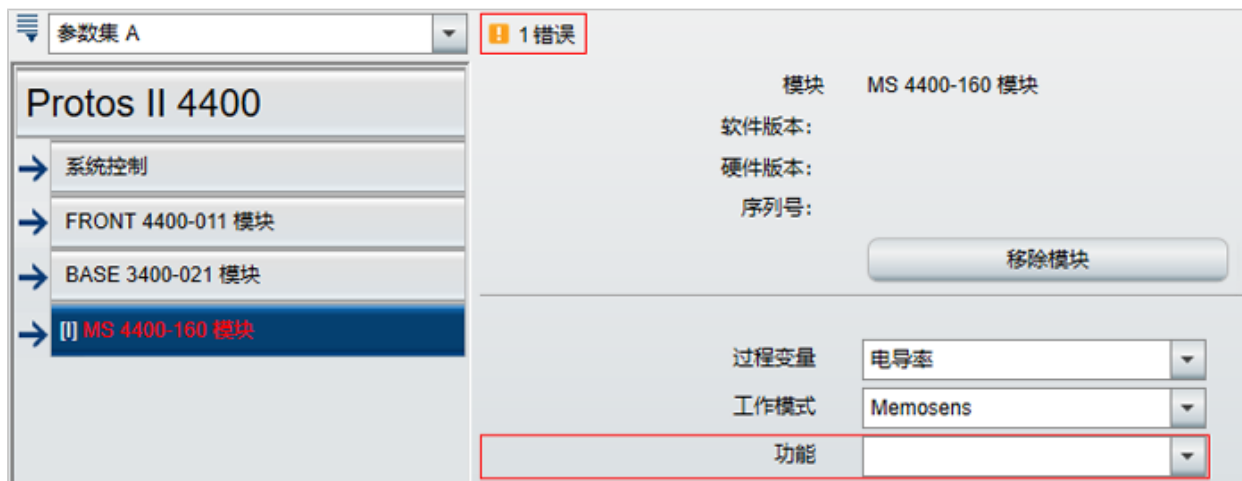 参数集 A
1 错误
Protos II 4400
系统控制
FRONT 4400-011 模块
BASE 3400-021 模块
[I] MS 4400-160 模块
模块 MS 4400-160 模块
软件版本:
硬件版本:
序列号:
移除模块
过程变量 电导率
工作模式 Memosens
功能